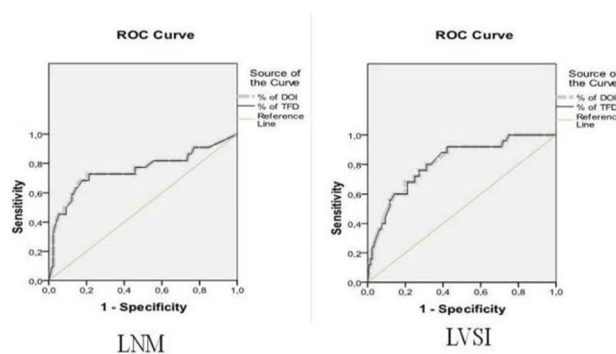 ROC Curve
Source of
the Curve
% of DOI
% of TFD
Reference
Line
1,0
0,8
0,6
0,4
0,2
0,0
Sensitivity
0,0 0,2 0,4 0,6 0,8 1,0
1 - Specificity
LNM
ROC Curve
Source of
the Curve
% of DOI
% of TFD
Reference
Line
1,0
0,8
0,6
0,4
0,2
0,0
Sensitivity
0,0 0,2 0,4 0,6 0,8 1,0
1 - Specificity
LVSI